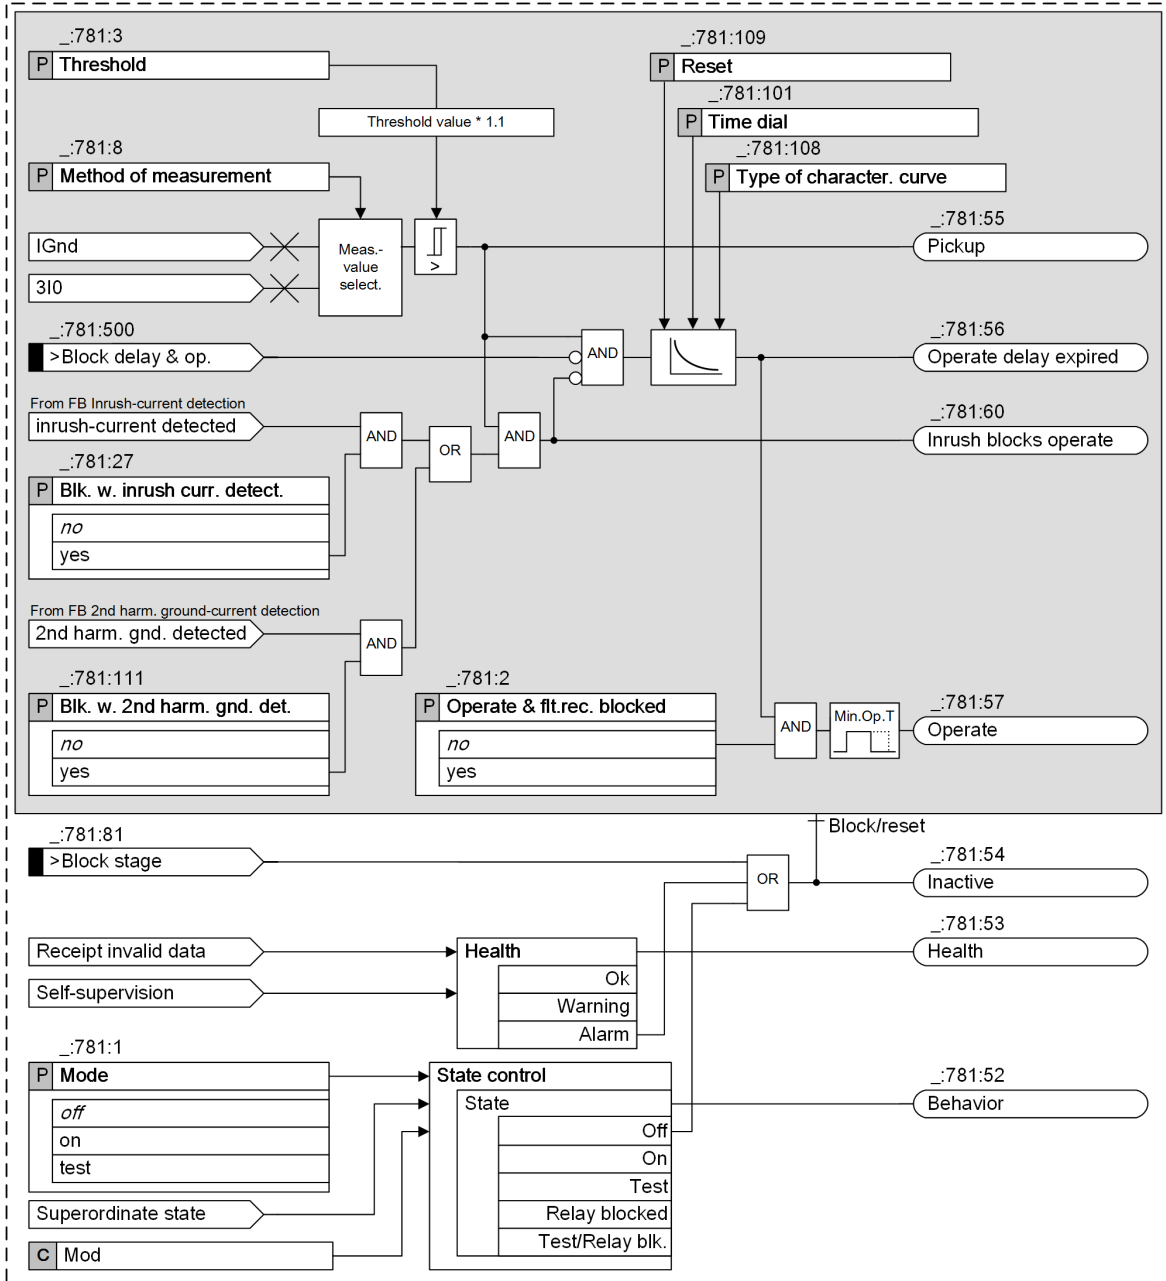 _:781:3
P Threshold
_:781:109
P Reset
_:781:101
P Time dial
Threshold value * 1.1
_:781:8
P Method of measurement
_:781:108
P Type of character. curve
IGnd
3I0
Meas.-
value
select.
>
_:781:55
Pickup
_:781:500
>Block delay & op.
AND
_:781:56
Operate delay expired
From FB Inrush-current detection
inrush-current detected
AND
OR
AND
_:781:60
Inrush blocks operate
_:781:27
P Blk. w. inrush curr. detect.
no
yes
From FB 2nd harm. ground-current detection
2nd harm. gnd. detected
AND
_:781:111
P Blk. w. 2nd harm. gnd. det.
no
yes
_:781:2
P Operate & flt.rec. blocked
no
yes
AND
Min.Op.T
_:781:57
Operate
Block/reset
_:781:81
>Block stage
OR
_:781:54
Inactive
_:781:53
Health
Receipt invalid data
Self-supervision
Health
Ok
Warning
Alarm
_:781:1
P Mode
off
on
test
Superordinate state
C Mod
State control
State
Off
On
Test
Relay blocked
Test/Relay blk.
_:781:52
Behavior